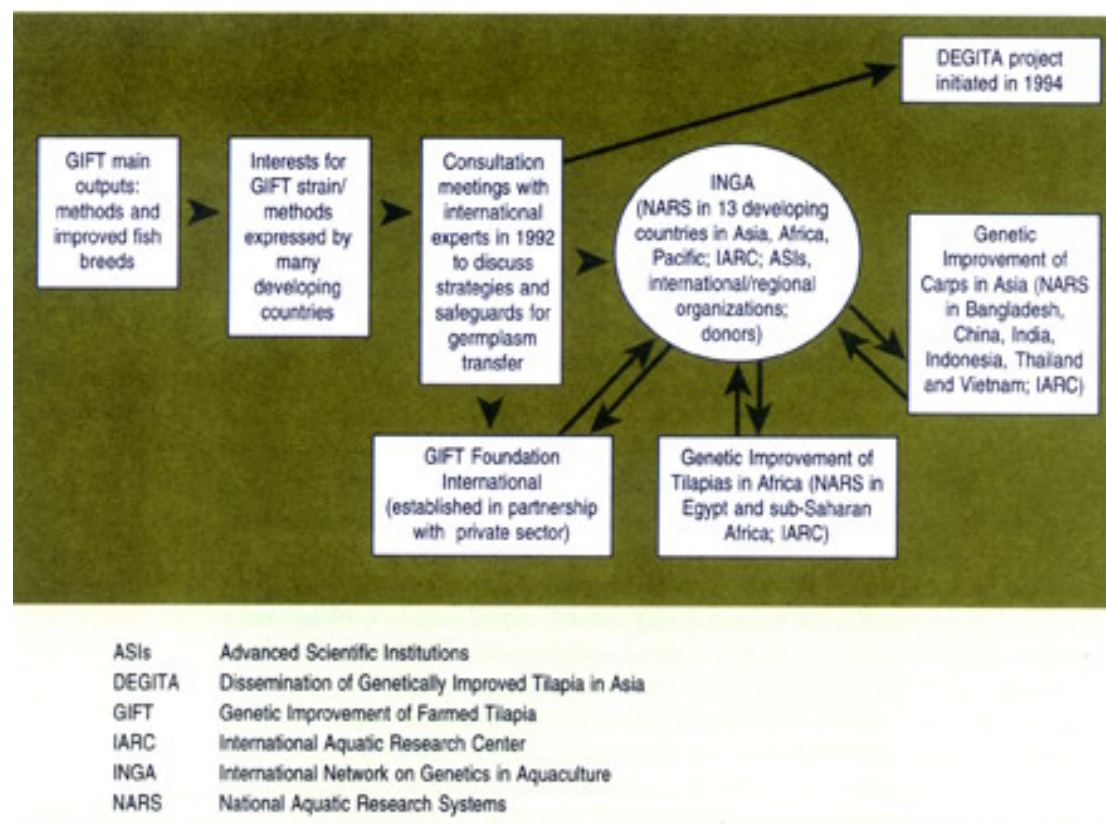 DEGITA project
initiated in 1994
GIFT main
outputs:
methods and
improved fish
breeds
Interests for
GIFT strain/
methods
expressed by
many
developing
countries
Consultation
meetings with
international
experts in 1992
to discuss
strategies and
safeguards for
germplasm
transfer
INGA
(NARS in 13 developing
countries in Asia, Africa,
Pacific; IARC; ASIs,
international/regional
organizations;
donors)
Genetic
Improvement of
Carps in Asia (NARS
in Bangladesh,
China, India,
Indonesia, Thailand
and Vietnam; IARC)
GIFT Foundation
International
(established in partnership
with private sector)
Genetic Improvement of
Tilapias in Africa (NARS in
Egypt and sub-Saharan
Africa; IARC)
ASIs Advanced Scientific Institutions
DEGITA Dissemination of Genetically Improved Tilapia in Asia
GIFT Genetic Improvement of Farmed Tilapia
IARC International Aquatic Research Center
INGA International Network on Genetics in Aquaculture
NARS National Aquatic Research Systems